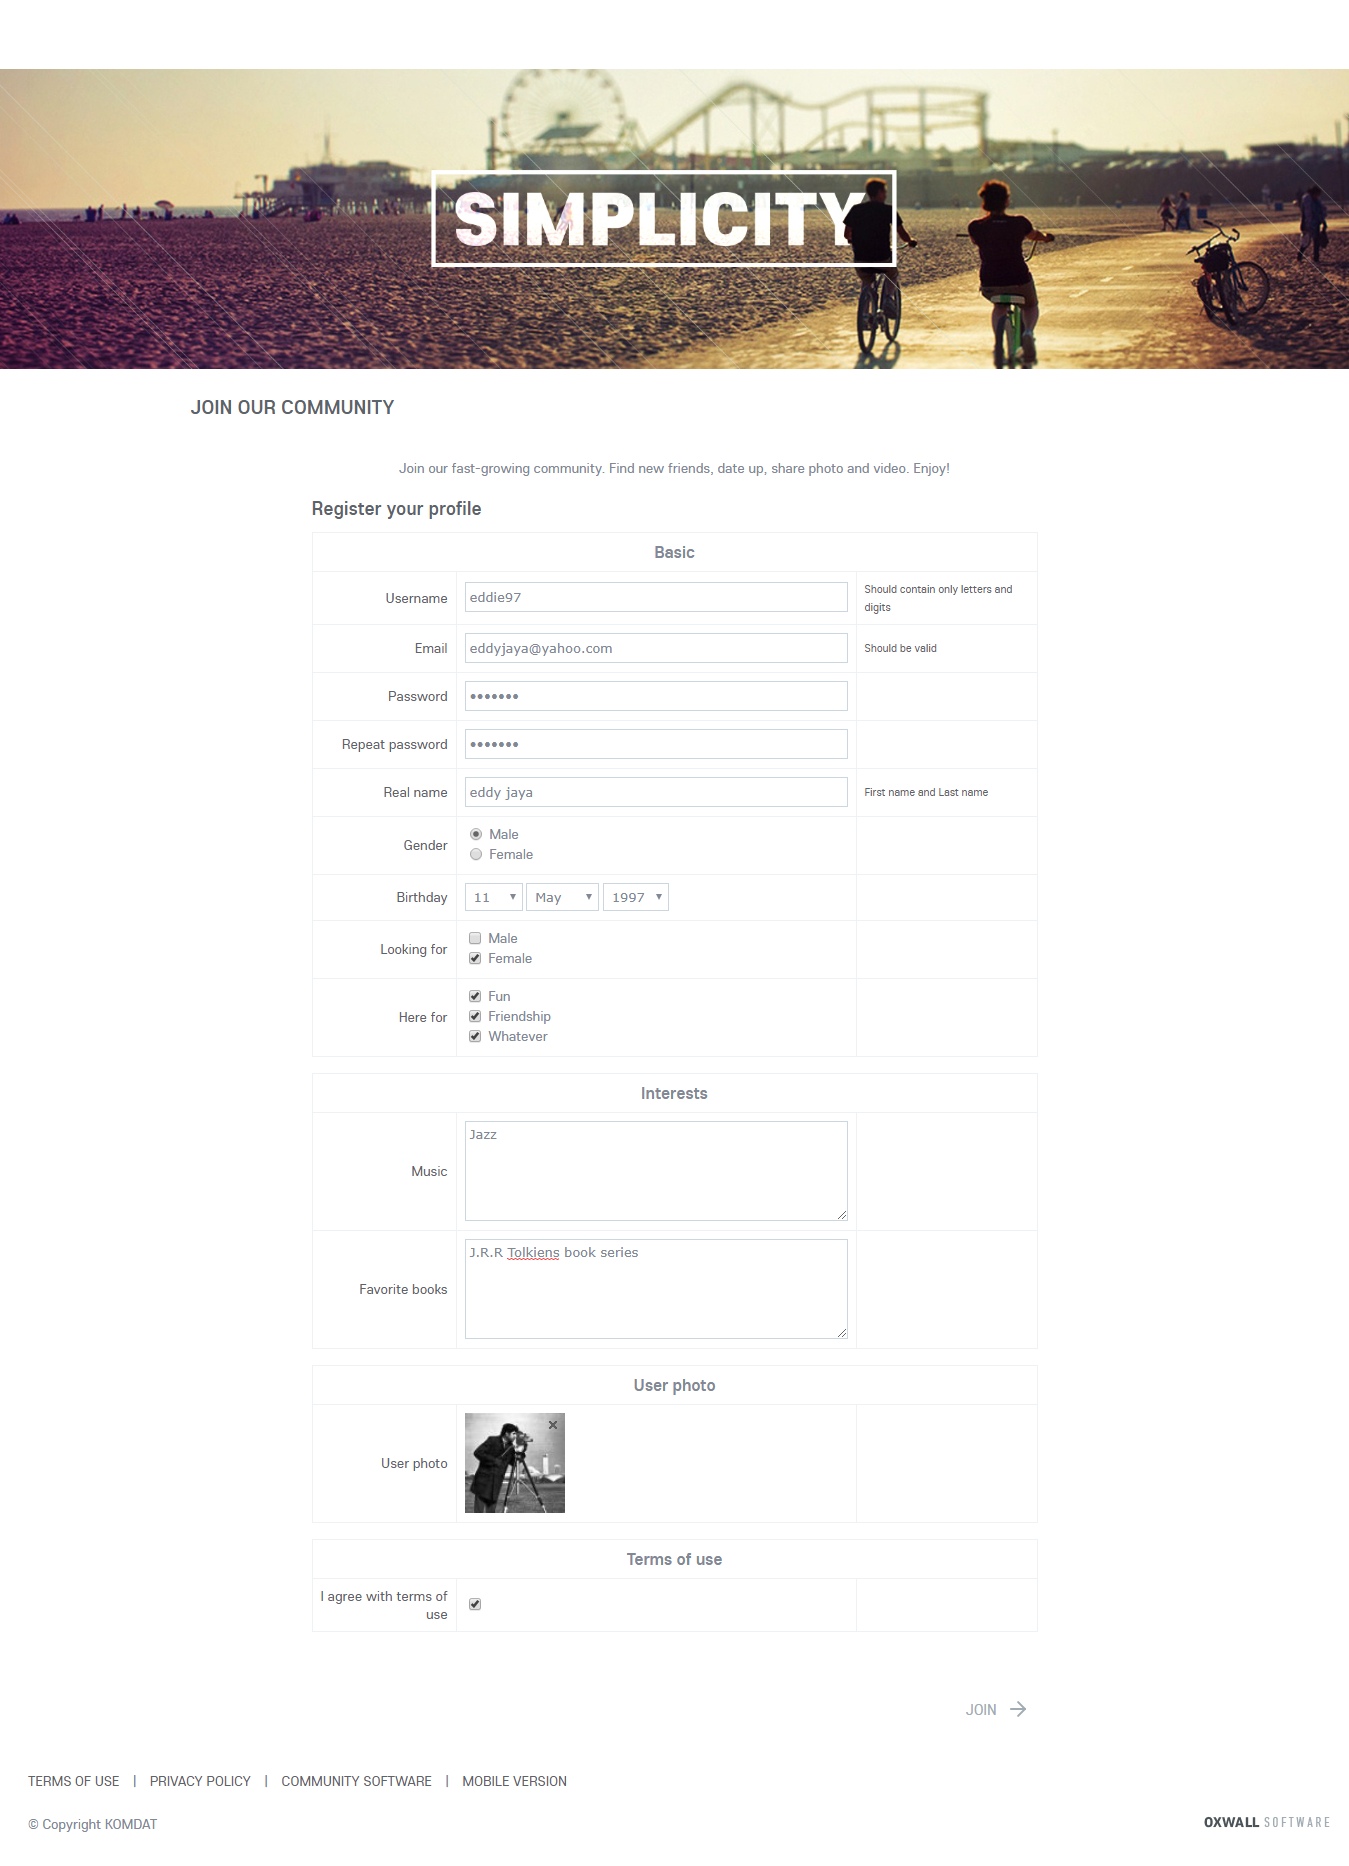 SIMPLICITY
JOIN OUR COMMUNITY
Join our fast-growing community. Find new friends, date up, share photo and video. Enjoy!
Register your profile
Basic
Username
eddie97
Should contain only letters and
digits
Email
eddyjaya@yahoo.com
Should be valid
Password
•••••••
Repeat password
•••••••
Real name
eddy jaya
First name and Last name
Gender
Male
Female
Birthday
11 May 1997
Looking for
Male
Female
Here for
Fun
Friendship
Whatever
Interests
Music
Jazz
Favorite books
J.R.R Tolkiens book series
User photo
User photo
Terms of use
I agree with terms of
use
JOIN
TERMS OF USE | PRIVACY POLICY | COMMUNITY SOFTWARE | MOBILE VERSION
© Copyright KOMDAT
OXWALL SOFTWARE